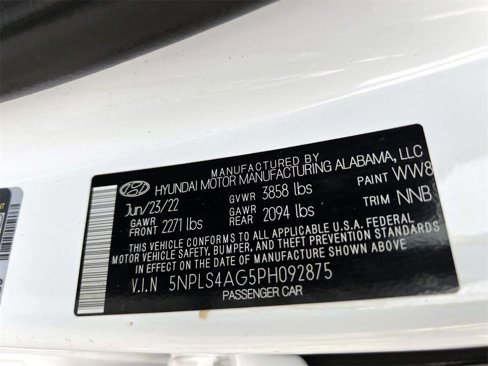 MANUFACTURED BY
HYUNDAI MOTOR MANUFACTURING ALABAMA, LLC
Jun/23/22 GVWR 3858 lbs PAINT WW8
GAWR FRONT 2271 lbs GAWR REAR 2094 lbs TRIM NNB
THIS VEHICLE CONFORMS TO ALL APPLICABLE U.S.A. FEDERAL
MOTOR VEHICLE SAFETY, BUMPER, AND THEFT PREVENTION STANDARDS
IN EFFECT ON THE DATE OF MANUFACTURE SHOWN ABOVE.
V.I.N 5NPLS4AG5PH092875
PASSENGER CAR